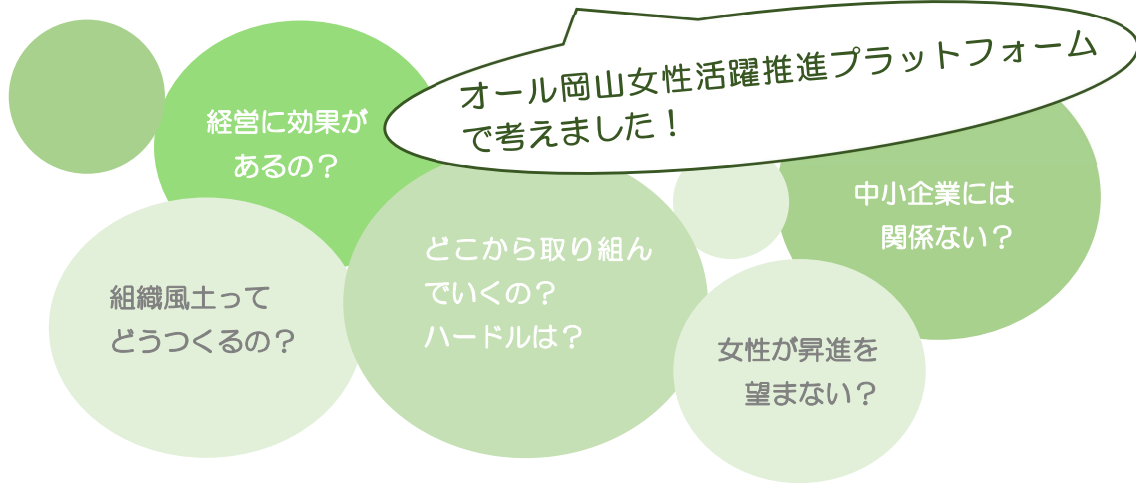 オール岡山女性活躍推進プラットフォーム
で考えました！
経営に効果が
あるの？
中小企業には
関係ない？
どこから取り組ん
でいくの？
ハードルは？
組織風土って
どうつくるの？
女性が昇進を
望まない？